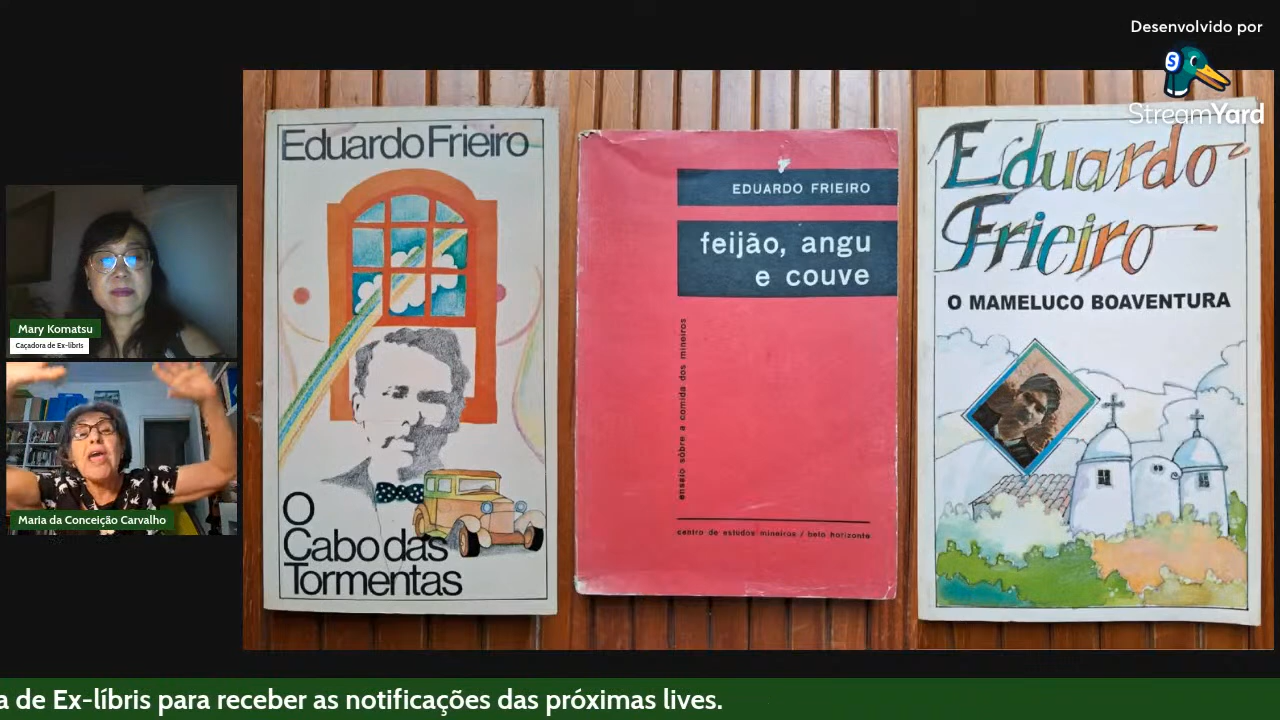 Desenvolvido por
StreamYard
Mary Komatsu
Caçadora de Ex-líbris
Maria da Conceição Carvalho
Eduardo Frieiro
O
Cabo das
Tormentas
EDUARDO FRIEIRO
feijão, angu
e couve
ensaio sôbre a comida dos mineiros
centro de estudos mineiros / belo horizonte
Eduardo
Frieiro
O MAMELUCO BOAVENTURA
a de Ex-líbris para receber as notificações das próximas lives.